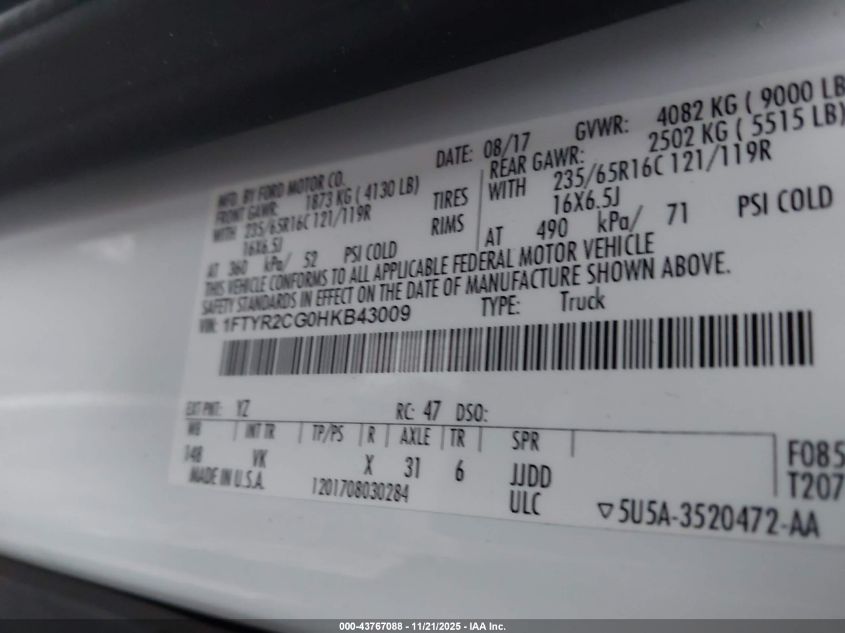 MFD. BY FORD MOTOR CO. DATE: 08/17 GVWR: 4082 KG ( 9000 LB
FRONT GAWR: 1873 KG ( 4130 LB) REAR GAWR: 2502 KG ( 5515 LB)
WITH 235/65R16C 121/119R TIRES WITH 235/65R16C 121/119R
16X6.5J RIMS 16X6.5J
AT 360 kPa/ 52 PSI COLD AT 490 kPa/ 71 PSI COLD
THIS VEHICLE CONFORMS TO ALL APPLICABLE FEDERAL MOTOR VEHICLE
SAFETY STANDARDS IN EFFECT ON THE DATE OF MANUFACTURE SHOWN ABOVE.
VIN: 1FTYR2CG0HKB43009 TYPE: Truck
EXT PNT: YZ RC: 47 DSO:
WB INT TR TP/PS R AXLE TR SPR F085
148 VK X 31 6 JJDD T207
MADE IN U.S.A. 1201708030284 ULC ▽5U5A-3520472-AA
000-43767088 - 11/21/2025 - IAA Inc.